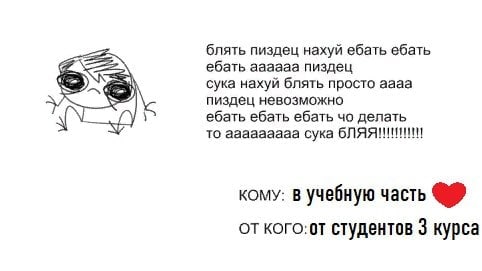 блять пиздец нахуй ебать ебать
ебать аааааа пиздец
сука нахуй блять просто аааа
пиздец невозможно
ебать ебать ебать чо делать
то ааааааааа сука бЛЯЯ!!!!!!!!!!!
КОМУ: в учебную часть
ОТ КОГО:от студентов 3 курса